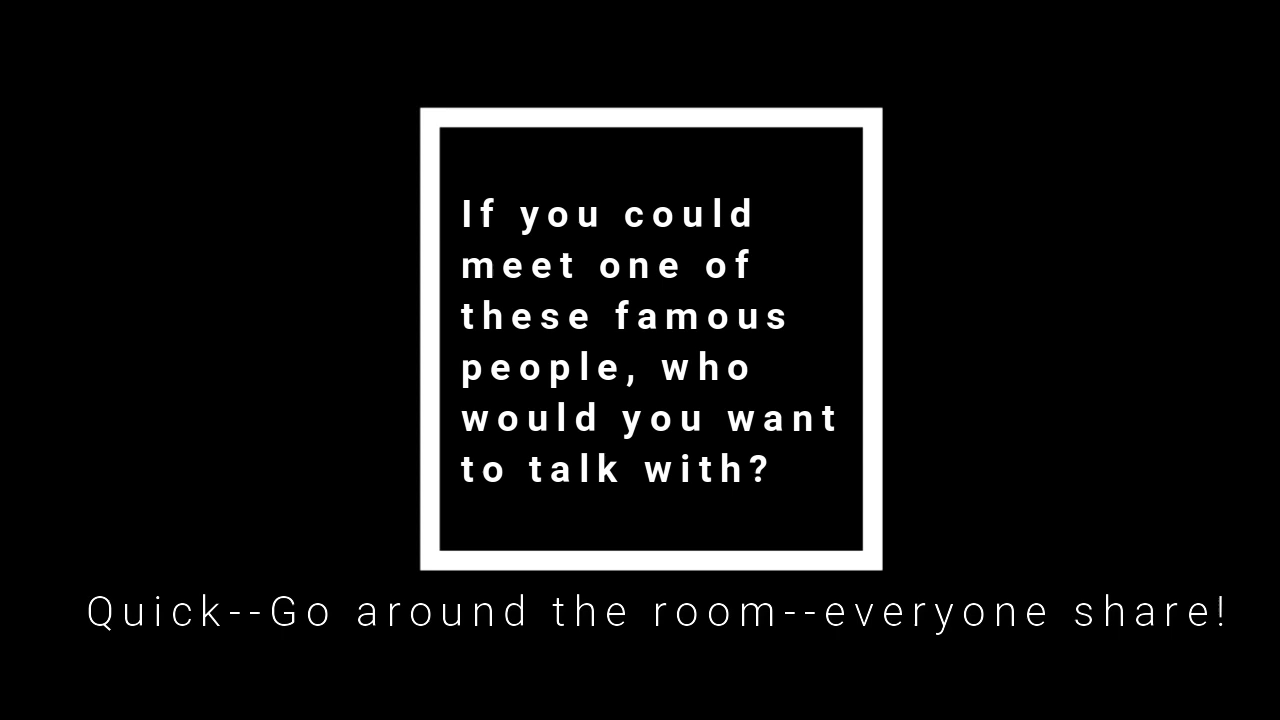 If you could
meet one of
these famous
people, who
would you want
to talk with?
Quick--Go around the room--everyone share!